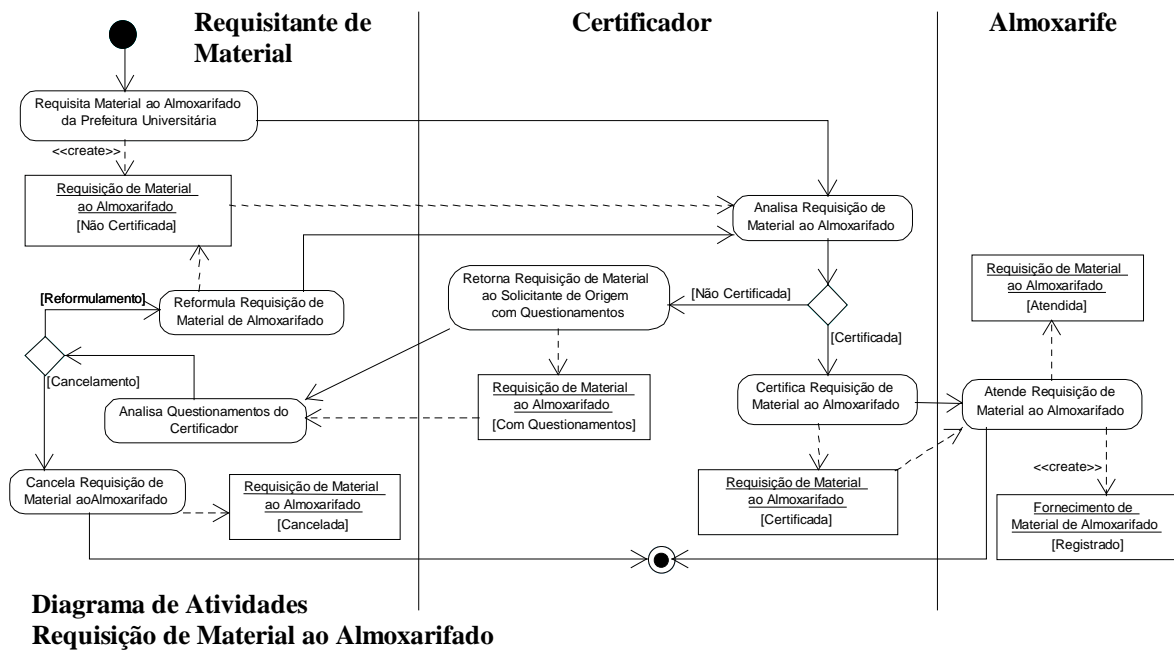 Requisitante de
Material
Certificador
Almoxarife
Requisita Material ao Almoxarifado
da Prefeitura Universitária
<<create>>
Requisição de Material
ao Almoxarifado
[Não Certificada]
Analisa Requisição de
Material ao Almoxarifado
[Reformulamento]
Reformula Requisição de
Material de Almoxarifado
Retorna Requisição de Material
ao Solicitante de Origem
com Questionamentos
[Não Certificada]
[Certificada]
Requisição de Material
ao Almoxarifado
[Atendida]
[Cancelamento]
Analisa Questionamentos do
Certificador
Requisição de Material
ao Almoxarifado
[Com Questionamentos]
Certifica Requisição de
Material ao Almoxarifado
Atende Requisição de
Material ao Almoxarifado
<<create>>
Cancela Requisição de
Material aoAlmoxarifado
Requisição de Material
ao Almoxarifado
[Cancelada]
Requisição de Material
ao Almoxarifado
[Certificada]
Fornecimento de
Material de Almoxarifado
[Registrado]
Diagrama de Atividades
Requisição de Material ao Almoxarifado